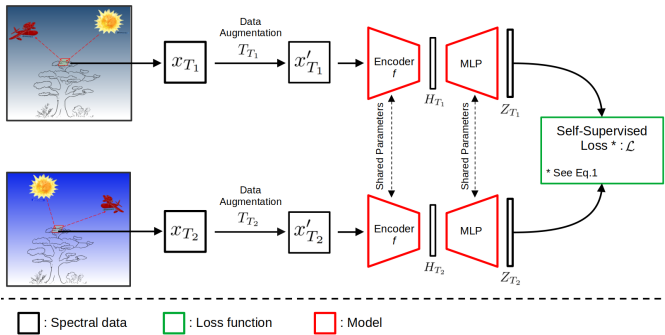 Data
Augmentation
T_{T_1}
x_{T_1}
x'_{T_1}
Encoder
f
H_{T_1}
MLP
Z_{T_1}
Shared Parameters
Shared Parameters
Self-Supervised
Loss * : ℒ
* See Eq.1
Data
Augmentation
T_{T_2}
x_{T_2}
x'_{T_2}
Encoder
f
H_{T_2}
MLP
Z_{T_2}
: Spectral data
: Loss function
: Model